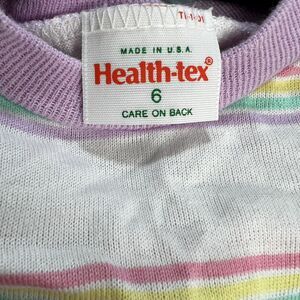 MADE IN U.S.A.
Health-tex®
6
CARE ON BACK